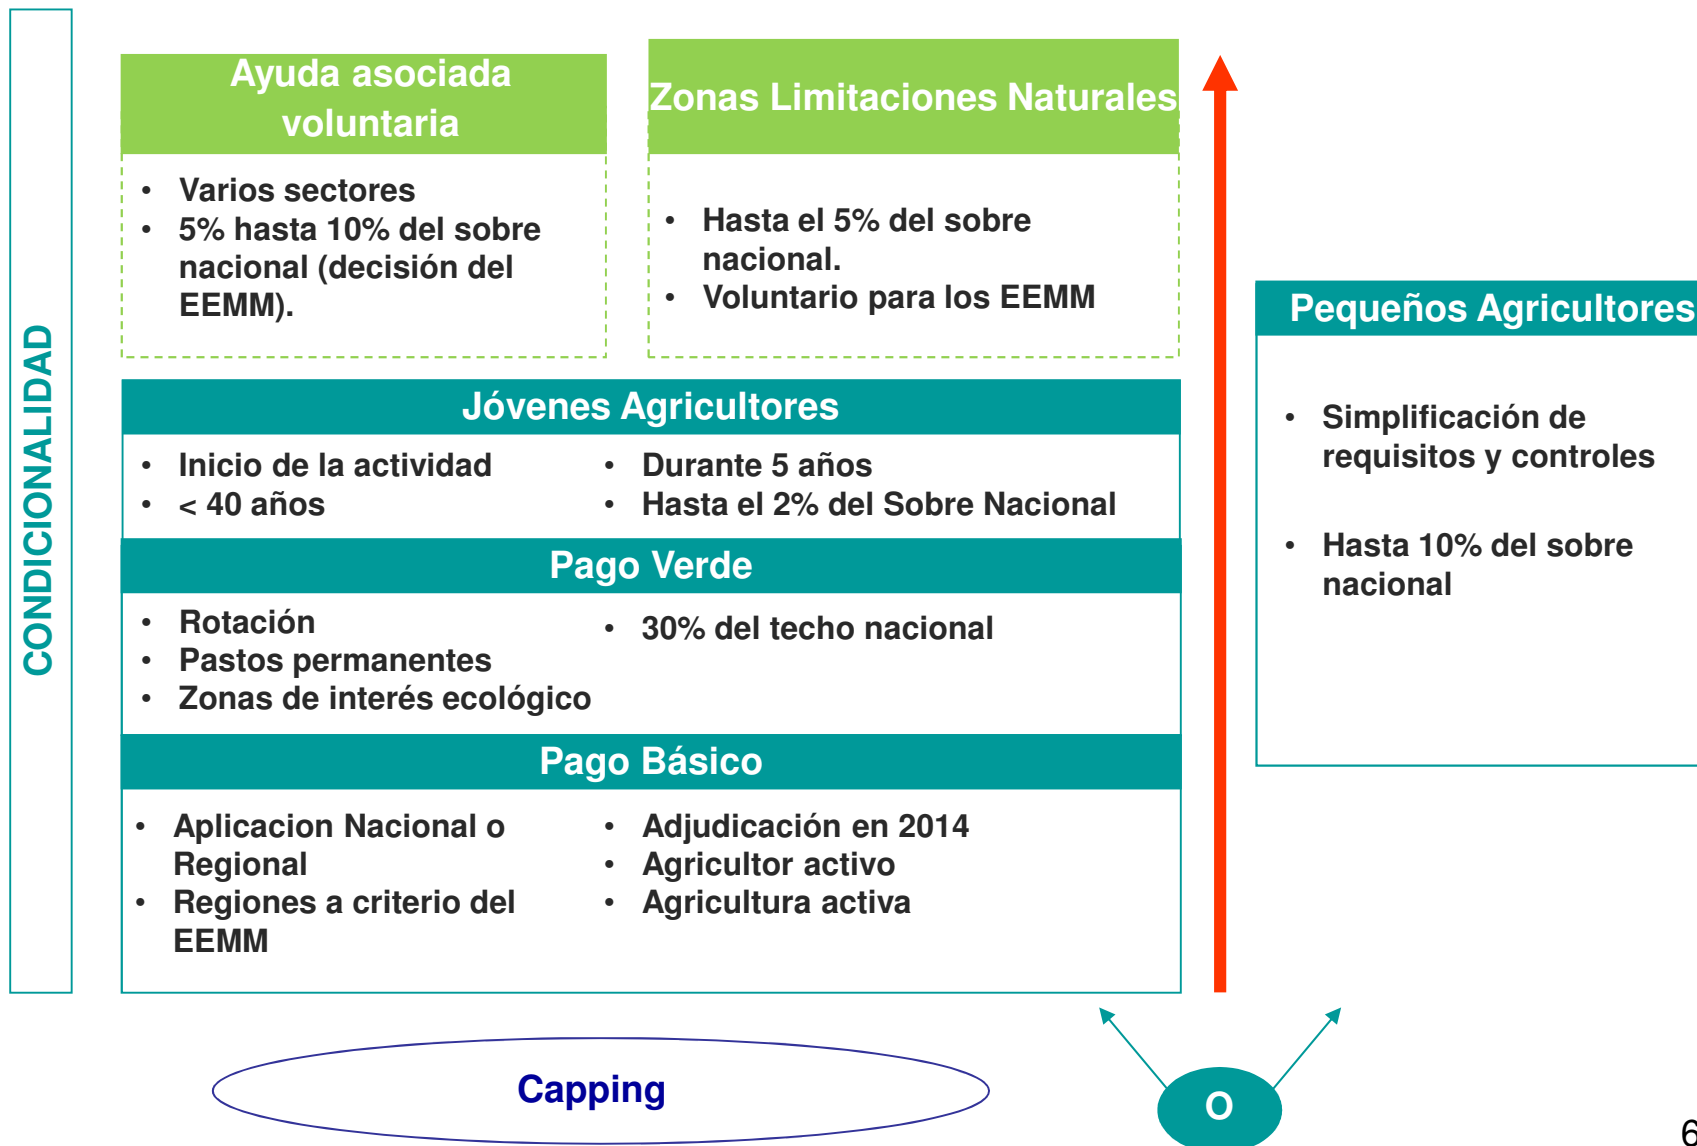 CONDICIONALIDAD
Ayuda asociada
voluntaria
• Varios sectores
• 5% hasta 10% del sobre
nacional (decisión del
EEMM).
Zonas Limitaciones Naturales
• Hasta el 5% del sobre
nacional.
• Voluntario para los EEMM
Jóvenes Agricultores
• Inicio de la actividad
• < 40 años
• Durante 5 años
• Hasta el 2% del Sobre Nacional
Pago Verde
• Rotación
• Pastos permanentes
• Zonas de interés ecológico
• 30% del techo nacional
Pago Básico
• Aplicacion Nacional o
Regional
• Regiones a criterio del
EEMM
• Adjudicación en 2014
• Agricultor activo
• Agricultura activa
Pequeños Agricultores
• Simplificación de
requisitos y controles
• Hasta 10% del sobre
nacional
Capping
O
6